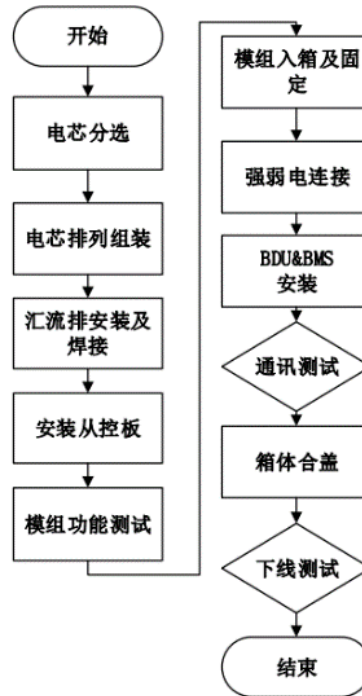 开始
电芯分选
电芯排列组装
汇流排安装及
焊接
安装从控板
模组功能测试
模组入箱及固
定
强弱电连接
BDU&BMS
安装
通讯测试
箱体合盖
下线测试
结束